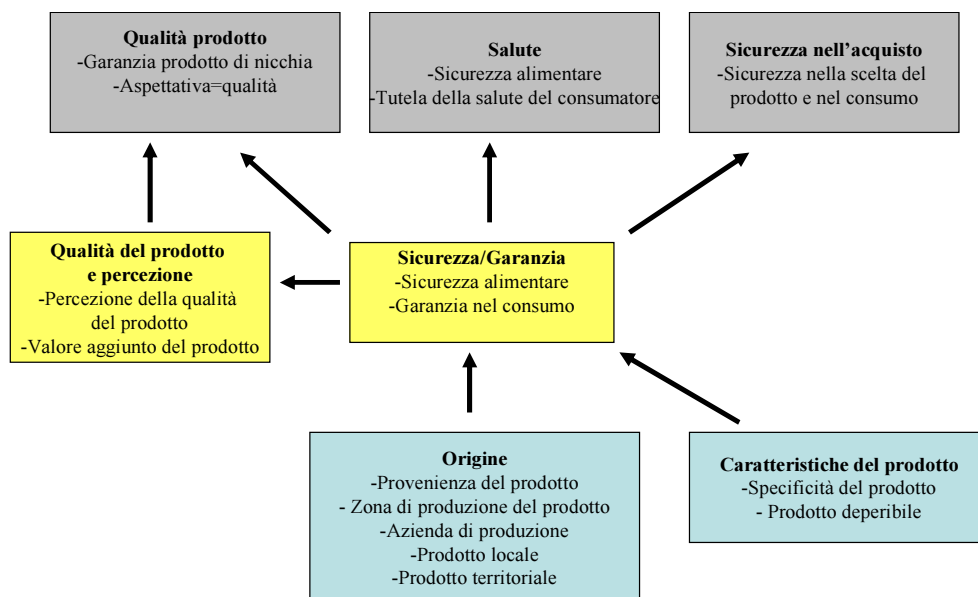 Qualità prodotto
-Garanzia prodotto di nicchia
-Aspettativa=qualità
Salute
-Sicurezza alimentare
-Tutela della salute del consumatore
Sicurezza nell’acquisto
-Sicurezza nella scelta del
prodotto e nel consumo
Qualità del prodotto
e percezione
-Percezione della qualità
del prodotto
-Valore aggiunto del prodotto
Sicurezza/Garanzia
-Sicurezza alimentare
-Garanzia nel consumo
Origine
-Provenienza del prodotto
- Zona di produzione del prodotto
-Azienda di produzione
-Prodotto locale
-Prodotto territoriale
Caratteristiche del prodotto
-Specificità del prodotto
- Prodotto deperibile